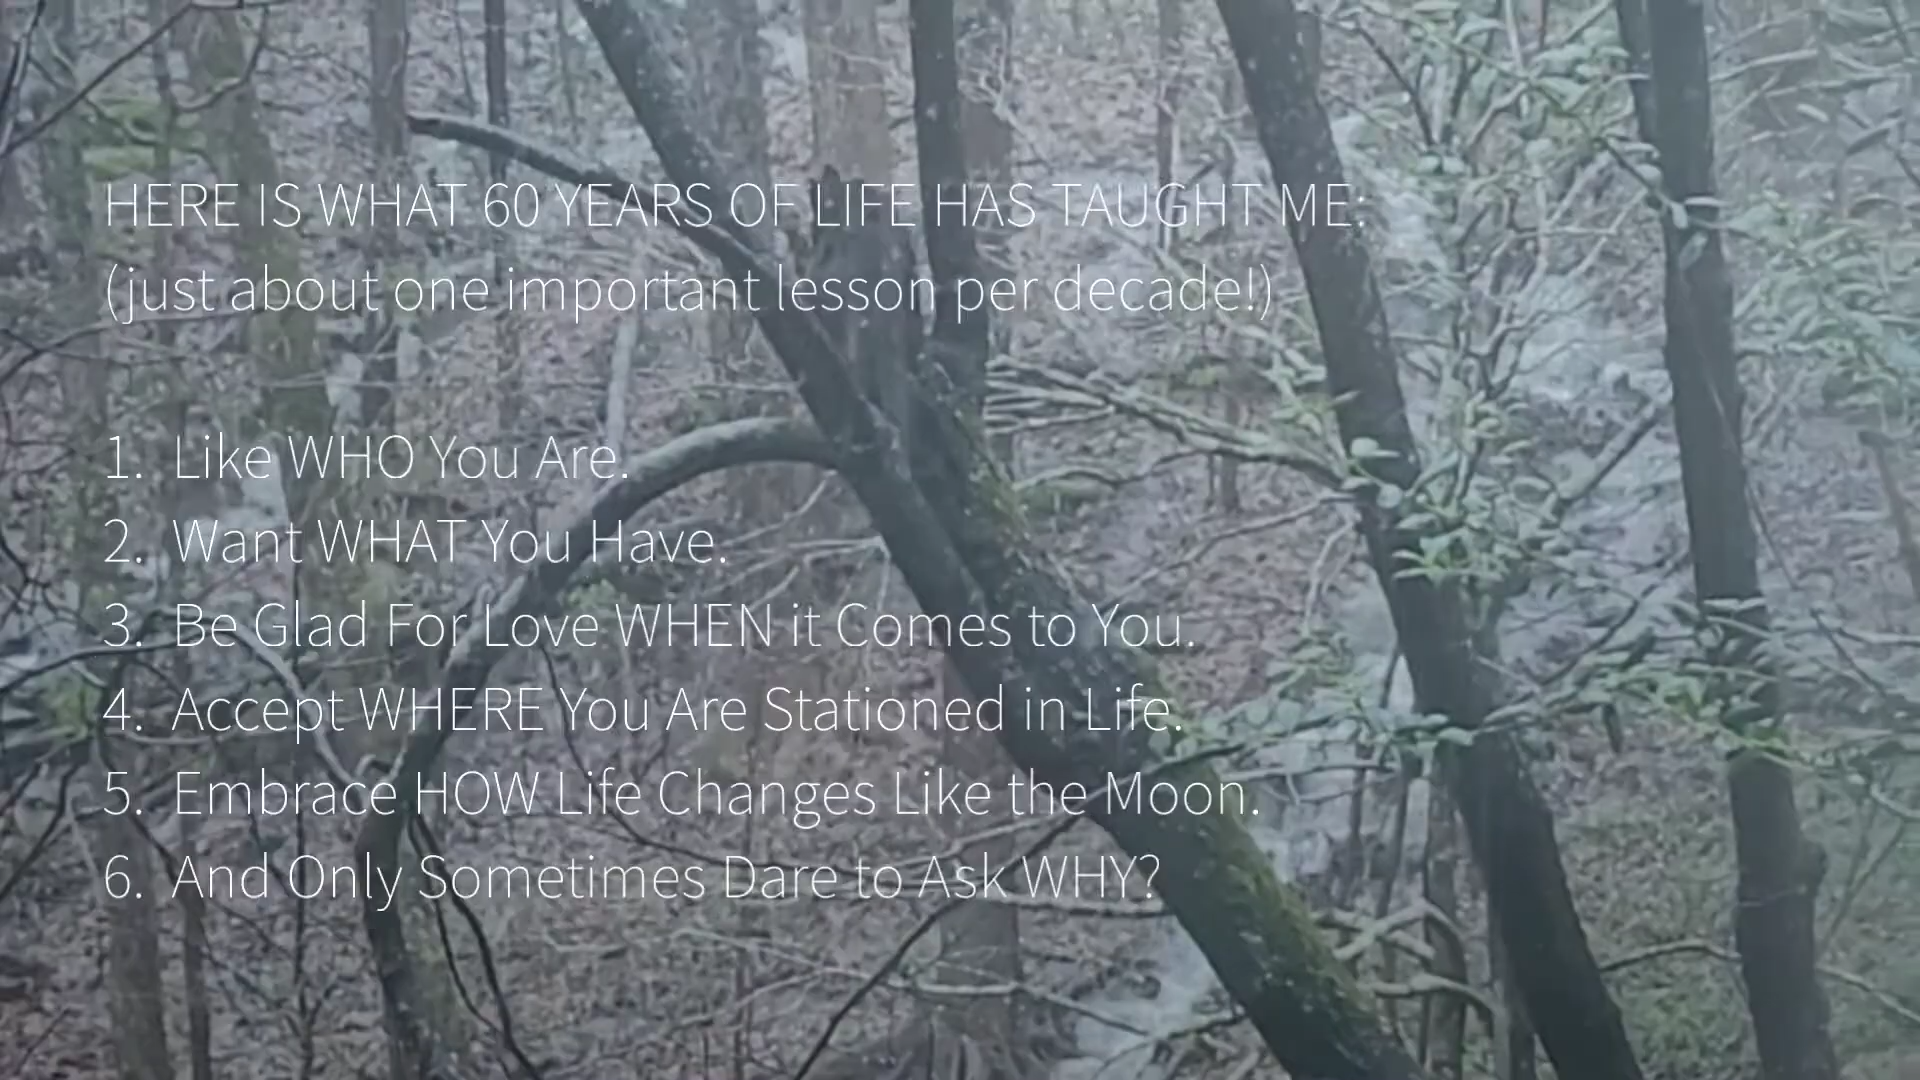 HERE IS WHAT 60 YEARS OF LIFE HAS TAUGHT ME:
(just about one important lesson per decade!)
1. Like WHO You Are.
2. Want WHAT You Have.
3. Be Glad For Love WHEN it Comes to You.
4. Accept WHERE You Are Stationed in Life.
5. Embrace HOW Life Changes Like the Moon.
6. And Only Sometimes Dare to Ask WHY?